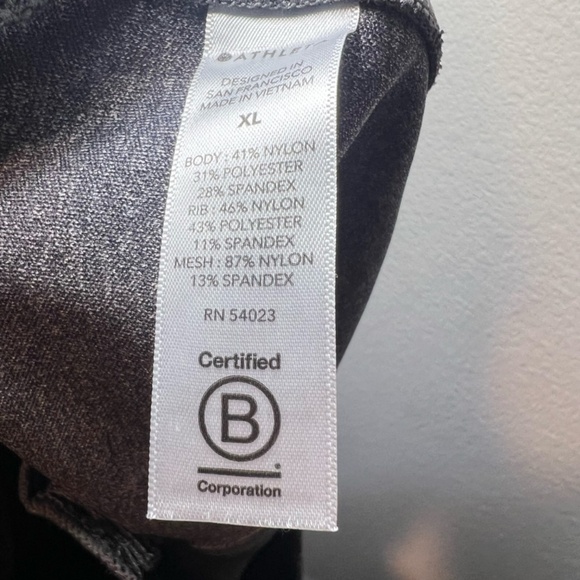 ATHLET
DESIGNED IN
SAN FRANCISCO
MADE IN VIETNAM
XL
BODY : 41% NYLON
31% POLYESTER
28% SPANDEX
RIB : 46% NYLON
43% POLYESTER
11% SPANDEX
MESH : 87% NYLON
13% SPANDEX
RN 54023
Certified
B
Corporation